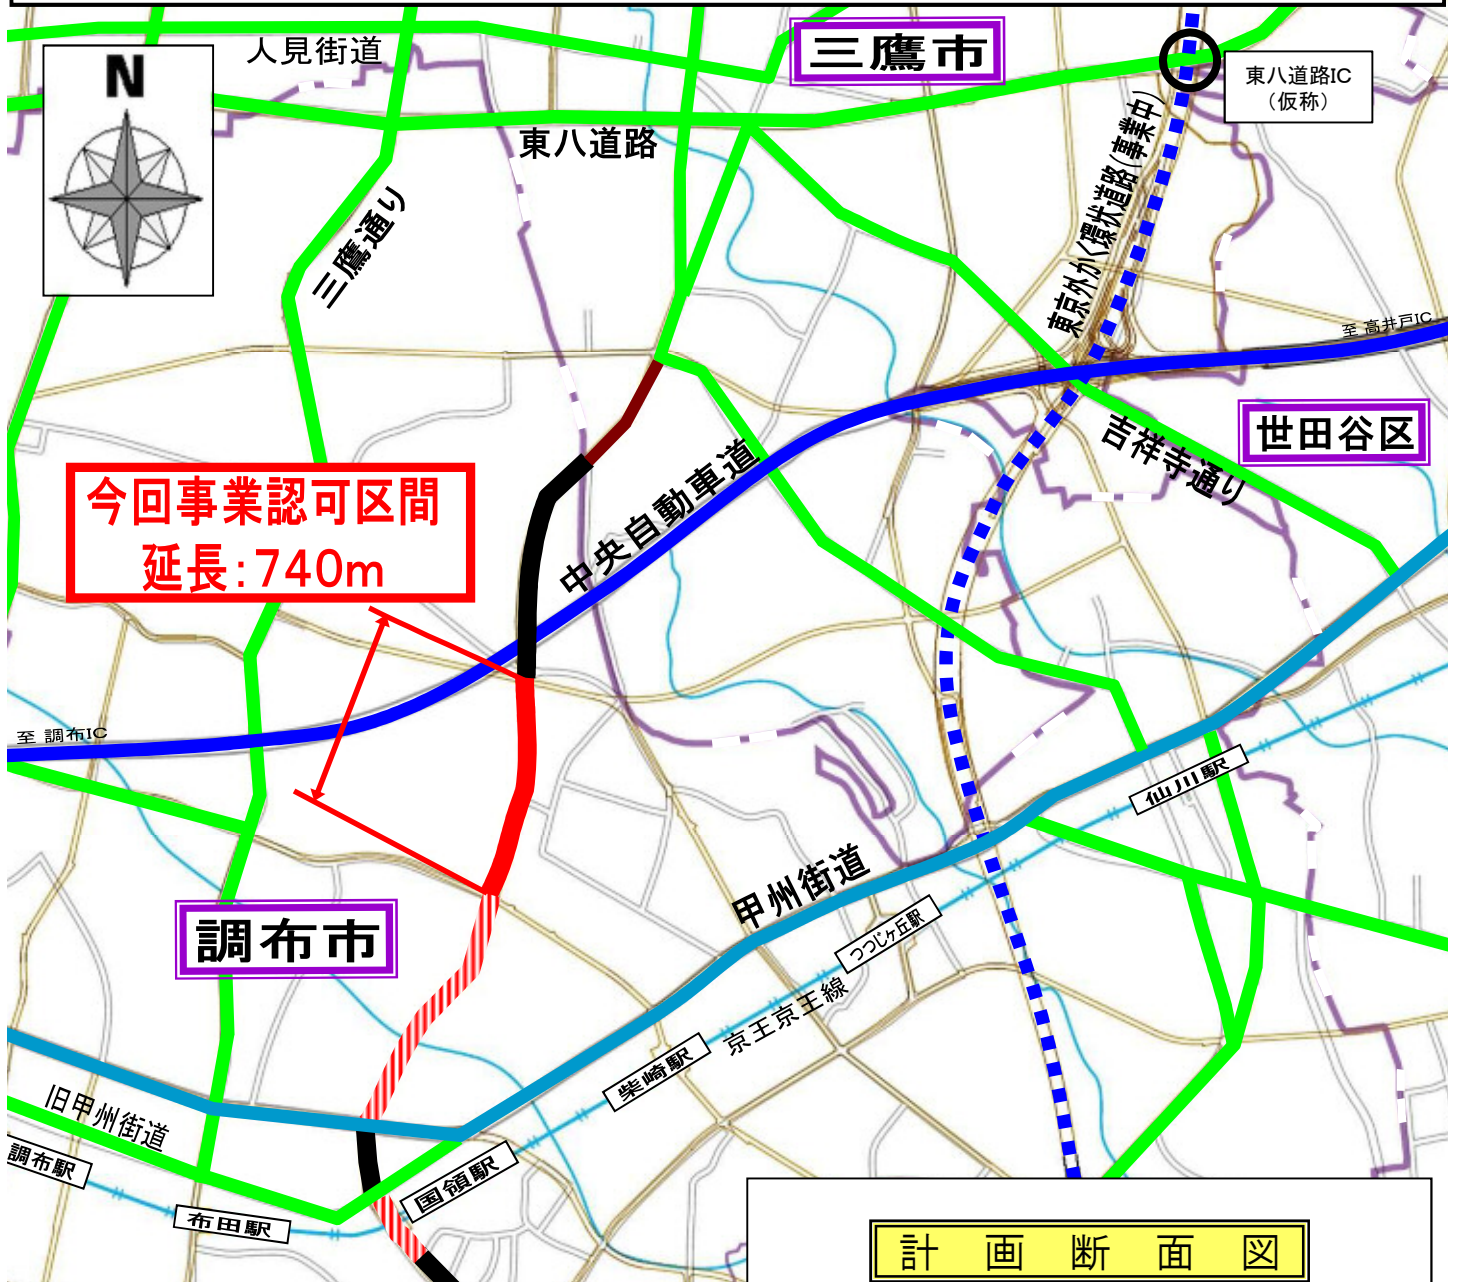 人見街道
三鷹市
N
東八道路IC
（仮称）
東八道路
東京外かく環状道路(事業中)
三鷹通り
至 高井戸IC
世田谷区
吉祥寺通り
中央自動車道
今回事業認可区間
延長:740m
至 調布IC
仙川駅
甲州街道
つつじヶ丘駅
調布市
京王京王線
柴崎駅
旧甲州街道
調布駅
国領駅
布田駅
計画断面図